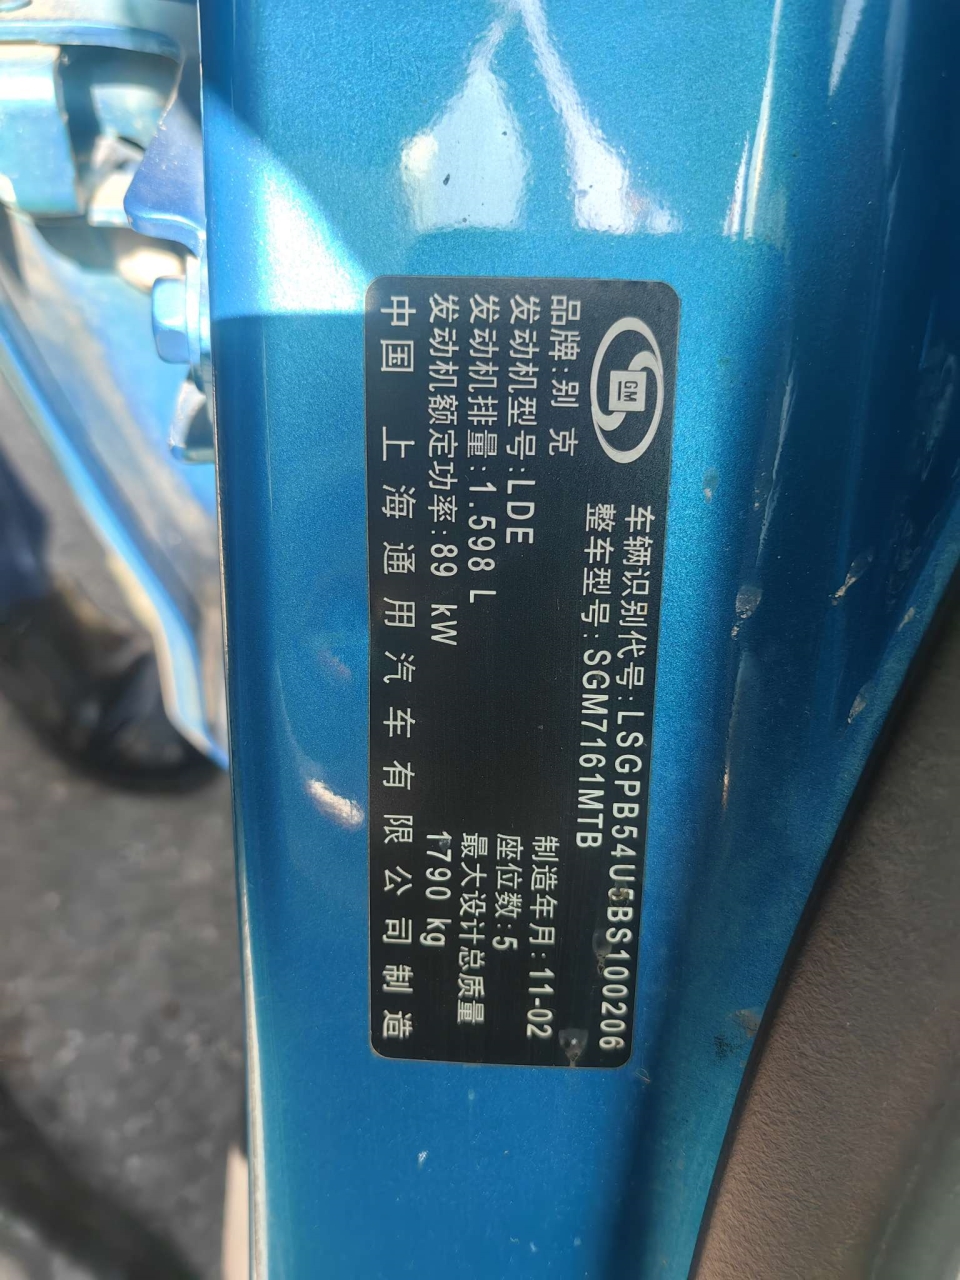 GM
车辆识别代号:LSGPB54U5BS100206
整车型号:SGM7161MTB
品牌:别克
发动机型号:LDE 制造年月:11-02
发动机排量:1.598 L 座位数:5
发动机额定功率:89 kW 最大设计总质量
1790 kg
中国 上海通用汽车有限公司制造